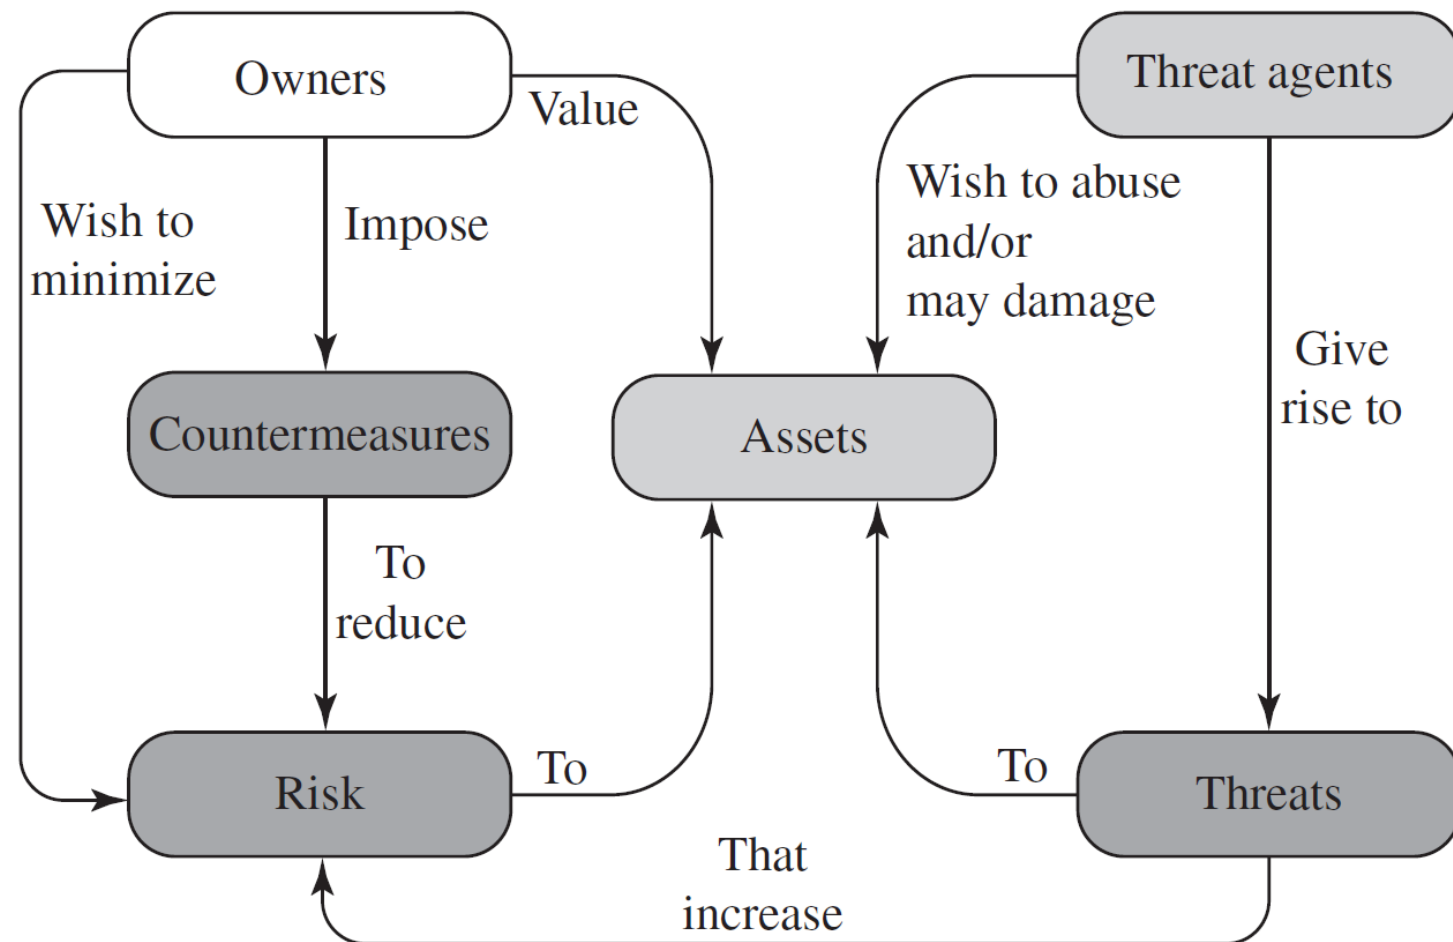 Owners
Threat agents
Value
Wish to
minimize
Impose
Wish to abuse
and/or
may damage
Give
rise to
Countermeasures
Assets
To
reduce
Risk
To
To
Threats
That
increase